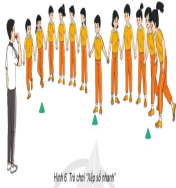 Hình 6. Trò chơi "Xếp số nhanh"